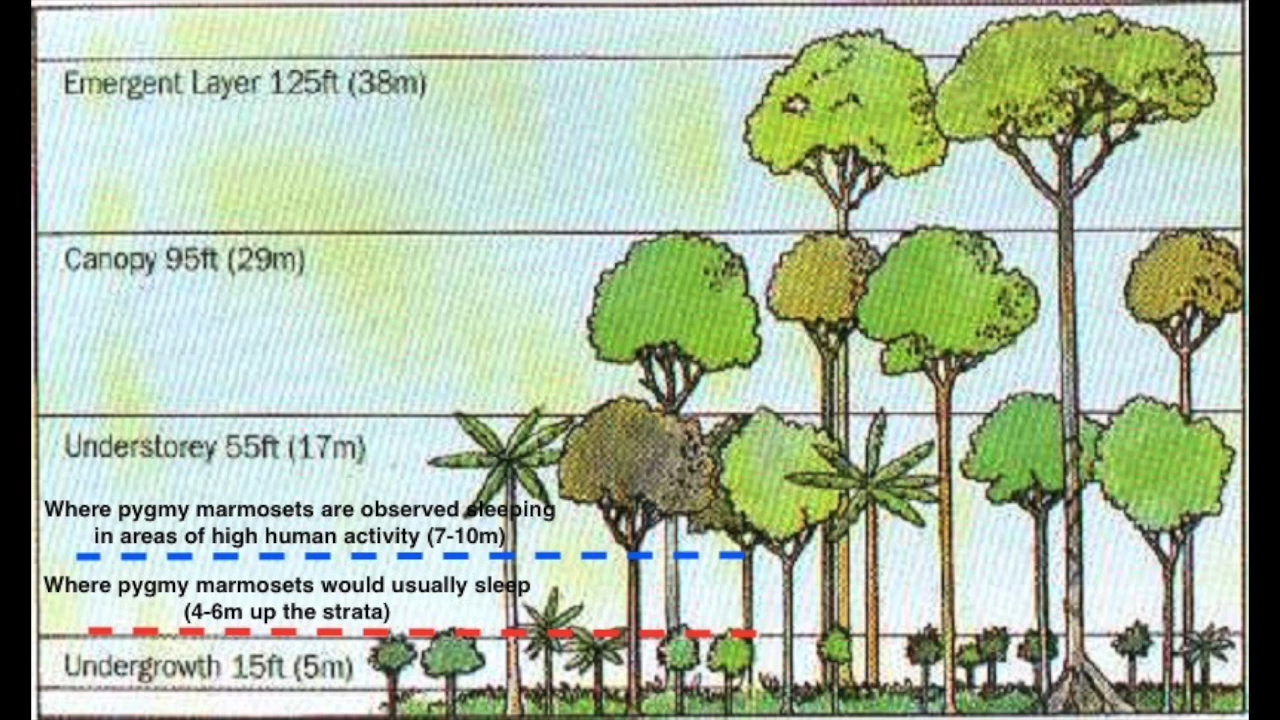 Emergent Layer 125ft (38m)
Canopy 95ft (29m)
Understorey 55ft (17m)
Where pygmy marmosets are observed sleeping
in areas of high human activity (7-10m)
Where pygmy marmosets would usually sleep
(4-6m up the strata)
Undergrowth 15ft (5m)